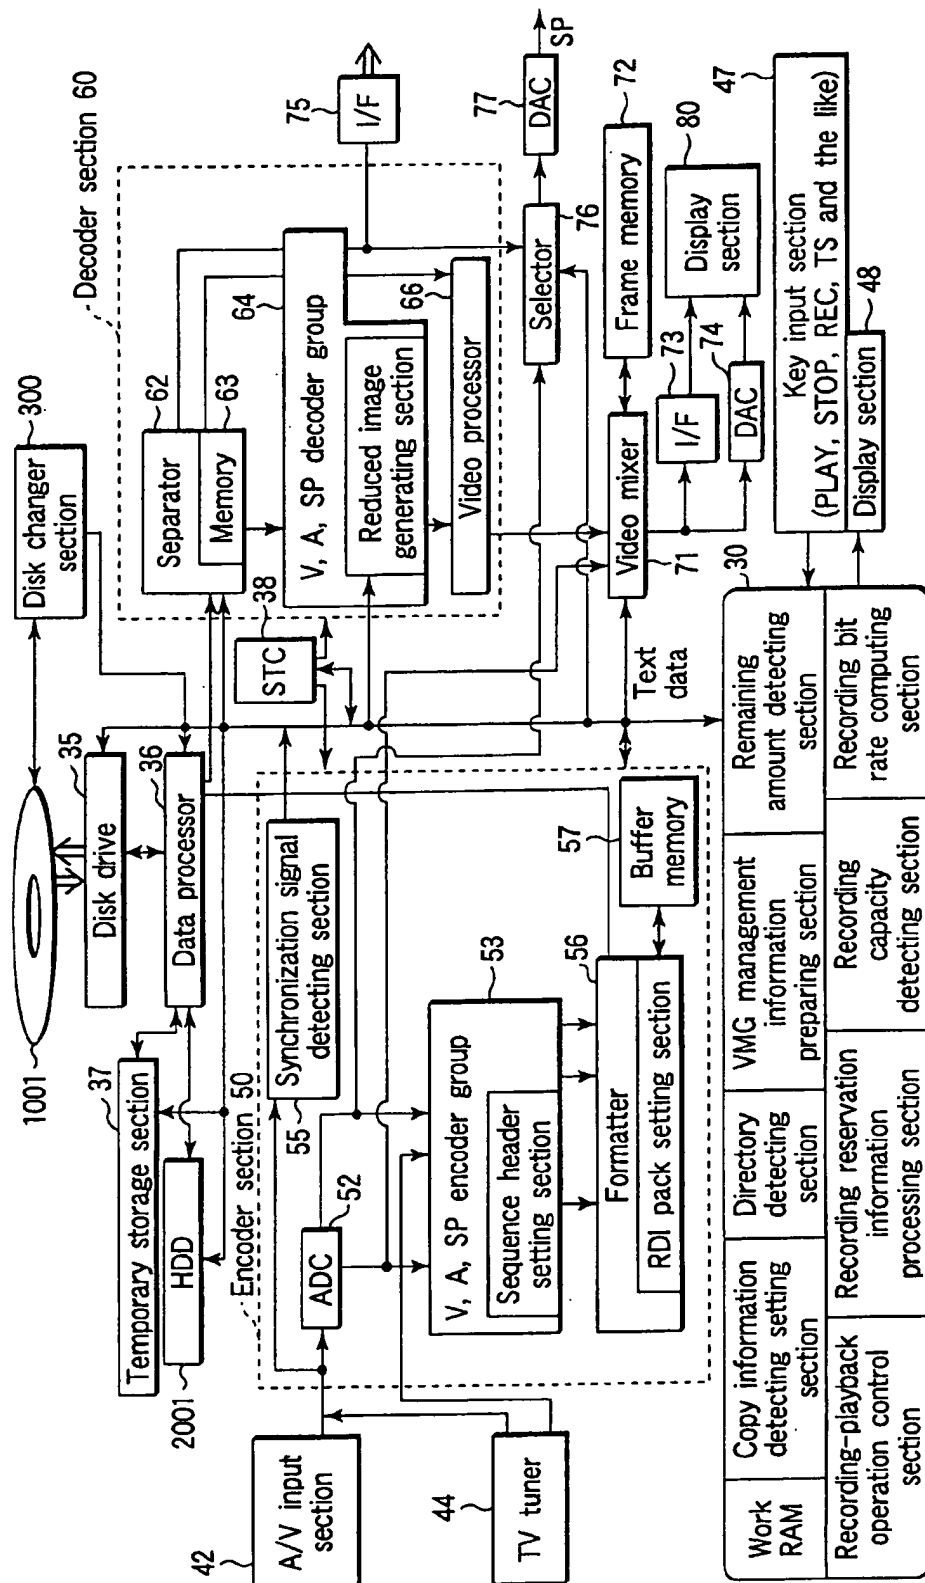 Disk changer
section
300
Decoder section 60
1001
35
Disk drive
36
Data processor
37
Temporary storage section
HDD
2001
62
Separator
Memory
63
64
V, A, SP decoder group
Reduced image
generating section
66
Video processor
75
I/F
77
DAC
SP
Selector
76
38
STC
Encoder section 50
Synchronization signal
detecting section
55
42
A/V input
section
44
TV tuner
ADC
52
V, A, SP encoder group
53
Sequence header
setting section
56
Formatter
RDI pack setting section
57
Buffer
memory
Text
data
Video mixer
71
Frame memory
72
73
I/F
74
DAC
80
Display
section
47
Key input section
(PLAY, STOP, REC, TS and the like)
Display section
48
30
Work
RAM
Copy information
detecting setting
section
Directory
detecting
section
VMG management
information
preparing section
Remaining
amount detecting
section
Recording-playback
operation control
section
Recording reservation
information
processing section
Recording
capacity
detecting section
Recording bit
rate computing
section